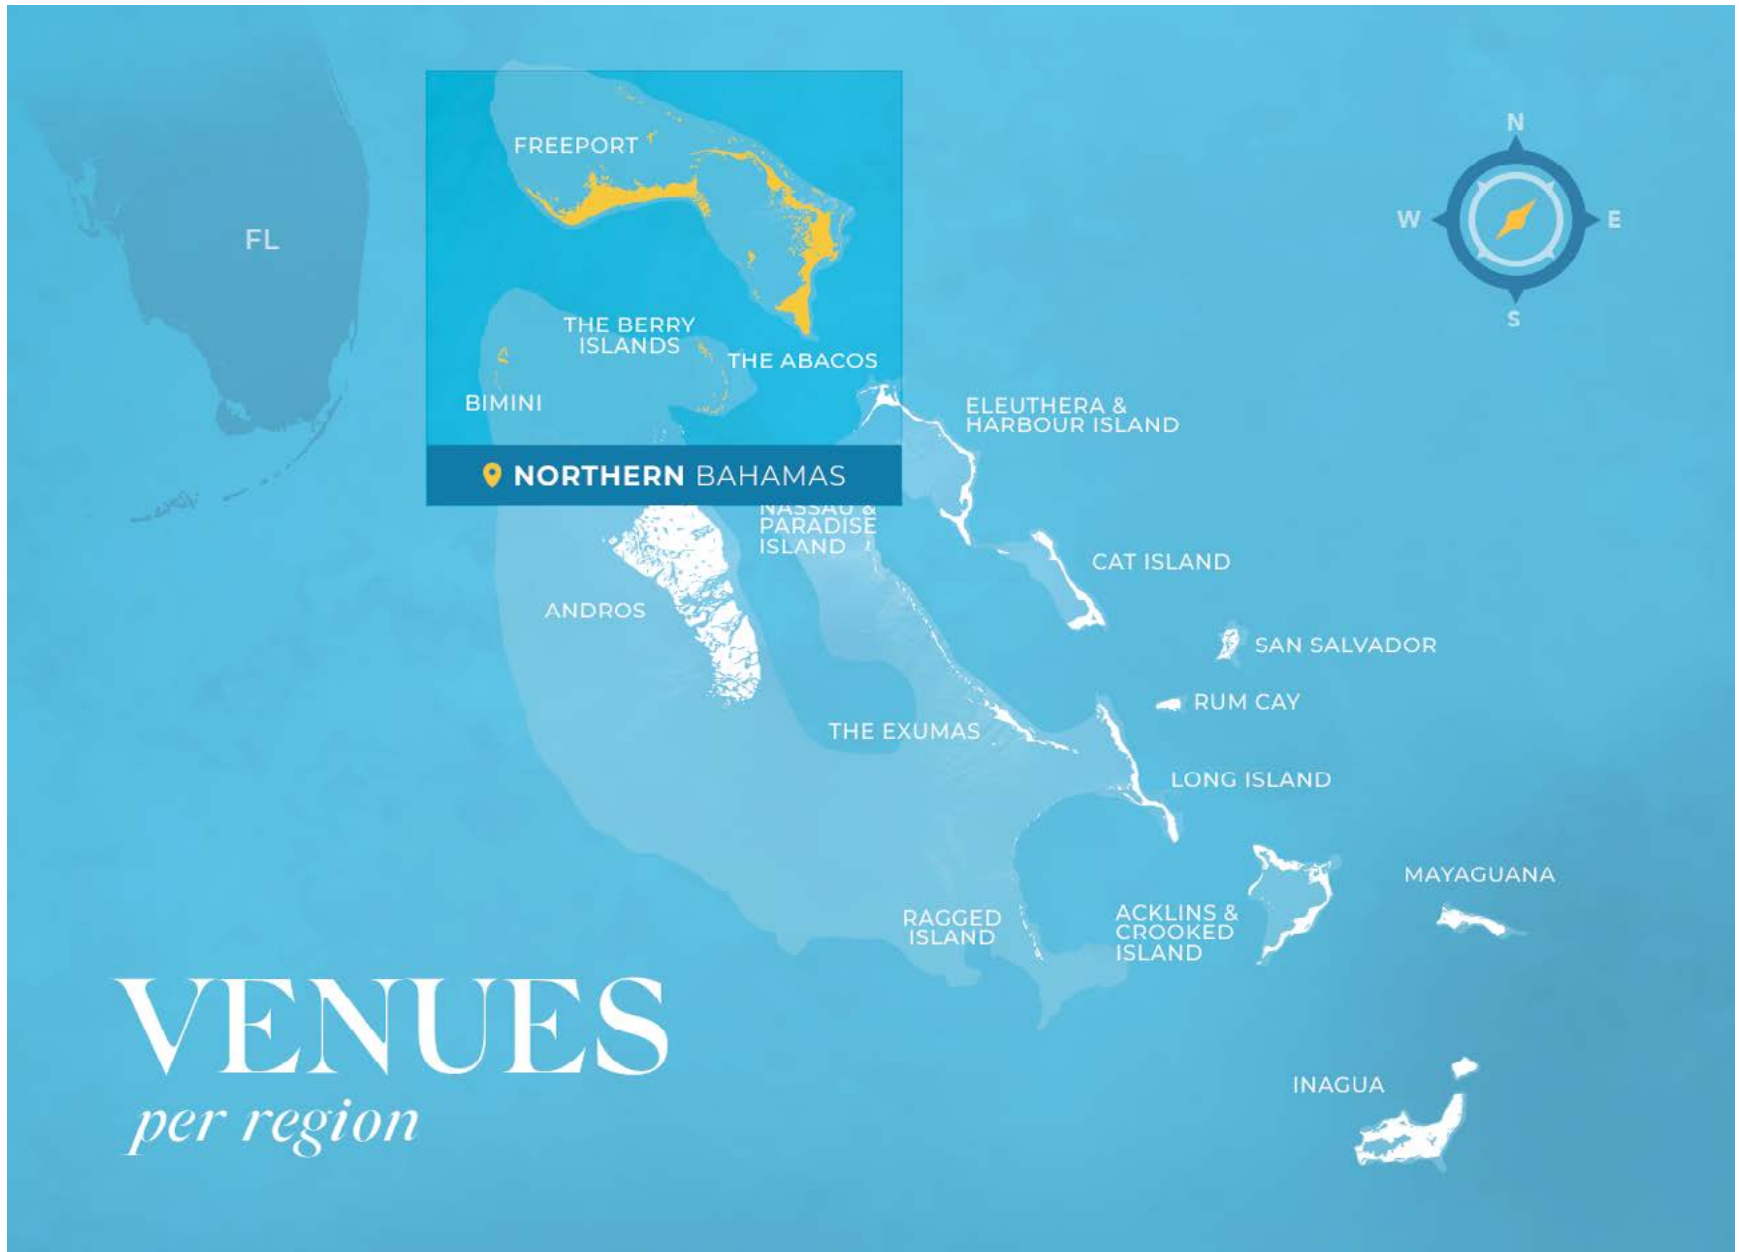 N
FREEPORT
W
E
FL
S
THE BERRY
ISLANDS
THE ABACOS
BIMINI
ELEUTHERA &
HARBOUR ISLAND
NORTHERN BAHAMAS
NASSAU &
PARADISE
ISLAND
CAT ISLAND
ANDROS
SAN SALVADOR
RUM CAY
THE EXUMAS
LONG ISLAND
MAYAGUANA
RAGGED
ISLAND
ACKLINS &
CROOKED
ISLAND
VENUES
per region
INAGUA